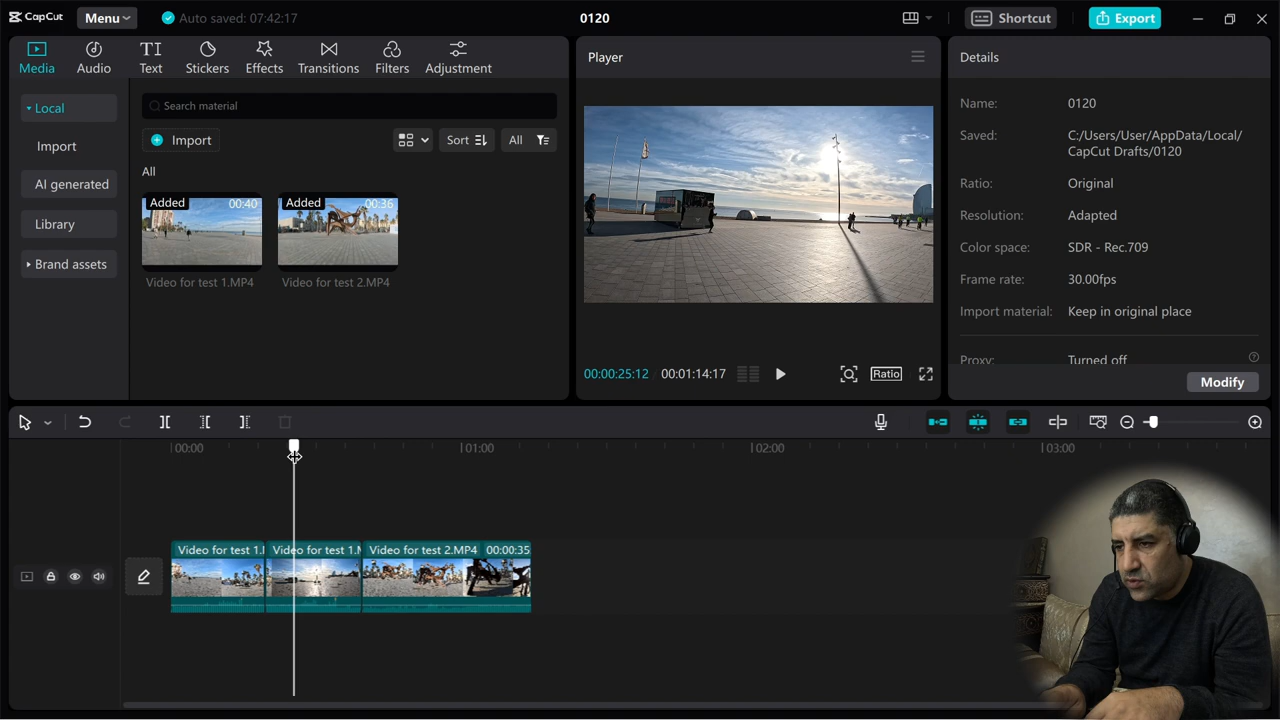 CapCut
Menu
Auto saved: 07:42:17
0120
Shortcut
Export
Media
Audio
TI
Text
Stickers
Effects
Transitions
Filters
Adjustment
Local
Import
AI generated
Library
Brand assets
Search material
Import
Sort
All
All
Added
00:40
Added
00:36
Video for test 1.MP4
Video for test 2.MP4
Player
00:00:25:12
00:01:14:17
Ratio
Details
Name: 0120
Saved: C:/Users/User/AppData/Local/
CapCut Drafts/0120
Ratio: Original
Resolution: Adapted
Color space: SDR - Rec.709
Frame rate: 30.00fps
Import material: Keep in original place
Proxy: Turned off
Modify
00:00
01:00
02:00
03:00
Video for test 1.M
Video for test 1.M
Video for test 2.MP4 00:00:35